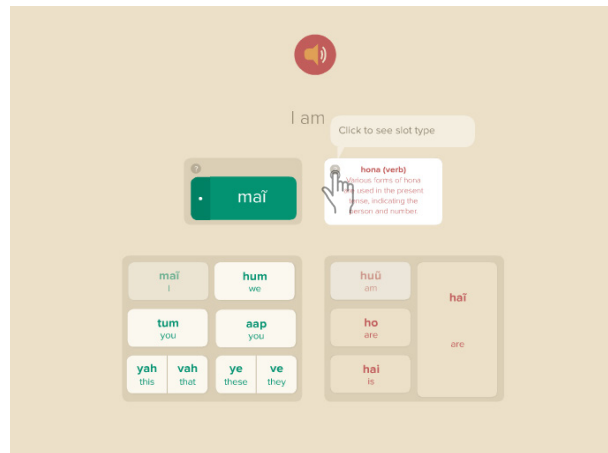 I am
Click to see slot type
?
maĩ
hona (verb)
Various forms of hona
are used in the present
tense, indicating the
person and number.
maĩ
I
hum
we
tum
you
aap
you
yah
this
vah
that
ye
these
ve
they
huũ
am
ho
are
hai
is
haĩ
are